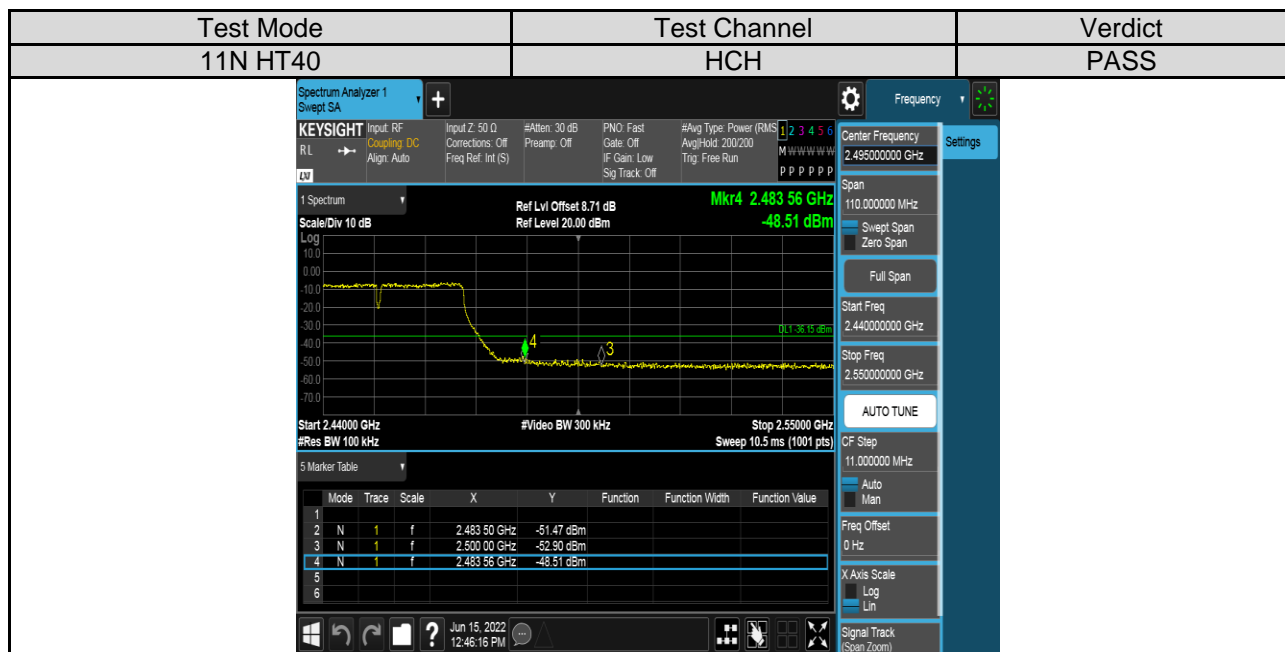 Test Mode Test Channel Verdict
11N HT40 HCH PASS
Spectrum Analyzer 1
Swept SA
+
Frequency
KEYSIGHT
RL
LXI
Input: RF
Coupling: DC
Align: Auto
Input Z: 50 Ω
Corrections: Off
Freq Ref: Int (S)
#Atten: 30 dB
Preamp: Off
PNO: Fast
Gate: Off
IF Gain: Low
Sig Track: Off
#Avg Type: Power (RMS
Avg|Hold: 200/200
Trig: Free Run
1 2 3 4 5 6
M W W W W W
P P P P P P
Settings
1 Spectrum
Scale/Div 10 dB
Ref Lvl Offset 8.71 dB
Ref Level 20.00 dBm
Mkr4 2.483 56 GHz
-48.51 dBm
Log
10.0
0.00
-10.0
-20.0
-30.0
-40.0
-50.0
-60.0
-70.0
DL1 -36.15 dBm
4
3
Start 2.44000 GHz
#Res BW 100 kHz
#Video BW 300 kHz
Stop 2.55000 GHz
Sweep 10.5 ms (1001 pts)
5 Marker Table
Mode Trace Scale X Y Function Function Width Function Value
1
2 N 1 f 2.483 50 GHz -51.47 dBm
3 N 1 f 2.500 00 GHz -52.90 dBm
4 N 1 f 2.483 56 GHz -48.51 dBm
5
6
Center Frequency
2.495000000 GHz
Span
110.000000 MHz
Swept Span
Zero Span
Full Span
Start Freq
2.440000000 GHz
Stop Freq
2.550000000 GHz
AUTO TUNE
CF Step
11.000000 MHz
Auto
Man
Freq Offset
0 Hz
X Axis Scale
Log
Lin
Signal Track
(Span Zoom)
?
Jun 15, 2022
12:46:16 PM